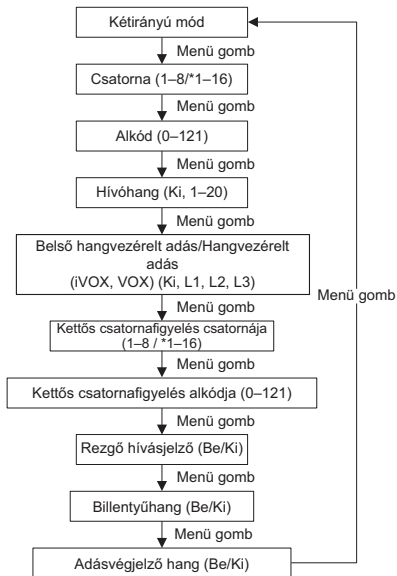 Kétirányú mód
Menü gomb
Csatorna (1–8/*1–16)
Menü gomb
Alkód (0–121)
Menü gomb
Hívóhang (Ki, 1–20)
Menü gomb
Belső hangvezérelt adás/Hangvezérelt
adás
(iVOX, VOX) (Ki, L1, L2, L3)
Menü gomb
Menü gomb
Kettős csatornafigyelés csatornája
(1–8 / *1–16)
Menü gomb
Kettős csatornafigyelés alkódja (0–121)
Menü gomb
Rezgő hívásjelző (Be/Ki)
Menü gomb
Billentyűhang (Be/Ki)
Menü gomb
Adásvégjelző hang (Be/Ki)